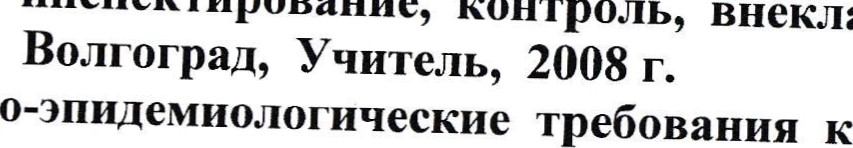 инспектирование, контроль, внекла
Волгоград, Учитель, 2008 г.
о-эпидемиологические требования к